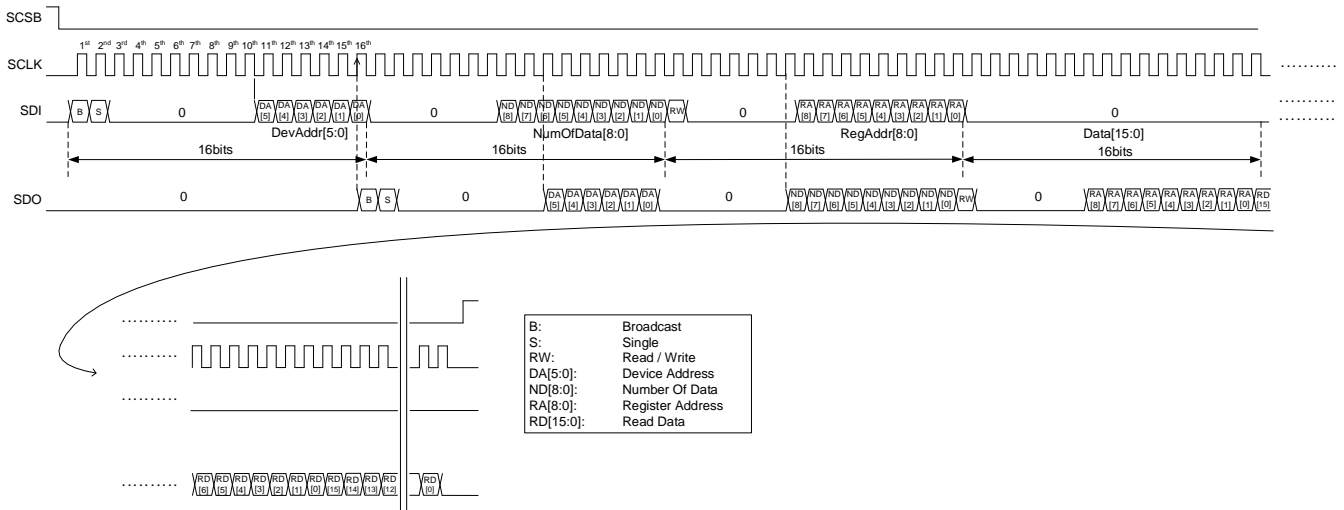 SCSB
1st 2nd 3rd 4th 5th 6th 7th 8th 9th 10th 11th 12th 13th 14th 15th 16th
SCLK
..........
SDI
B S 0 DA[5] DA[4] DA[3] DA[2] DA[1] DA[0] 0 ND[8] ND[7] ND[6] ND[5] ND[4] ND[3] ND[2] ND[1] ND[0] RW 0 RA[8] RA[7] RA[6] RA[5] RA[4] RA[3] RA[2] RA[1] RA[0] 0
..........
..........
DevAddr[5:0] NumOfData[8:0] RegAddr[8:0] Data[15:0]
16bits 16bits 16bits 16bits
SDO
0 B S 0 DA[5] DA[4] DA[3] DA[2] DA[1] DA[0] 0 ND[8] ND[7] ND[6] ND[5] ND[4] ND[3] ND[2] ND[1] ND[0] RW 0 RA[8] RA[7] RA[6] RA[5] RA[4] RA[3] RA[2] RA[1] RA[0] RD[15]
..........
..........
..........
..........
RD[6] RD[5] RD[4] RD[3] RD[2] RD[1] RD[0] RD[15] RD[14] RD[13] RD[12] RD[0]
B: Broadcast
S: Single
RW: Read / Write
DA[5:0]: Device Address
ND[8:0]: Number Of Data
RA[8:0]: Register Address
RD[15:0]: Read Data